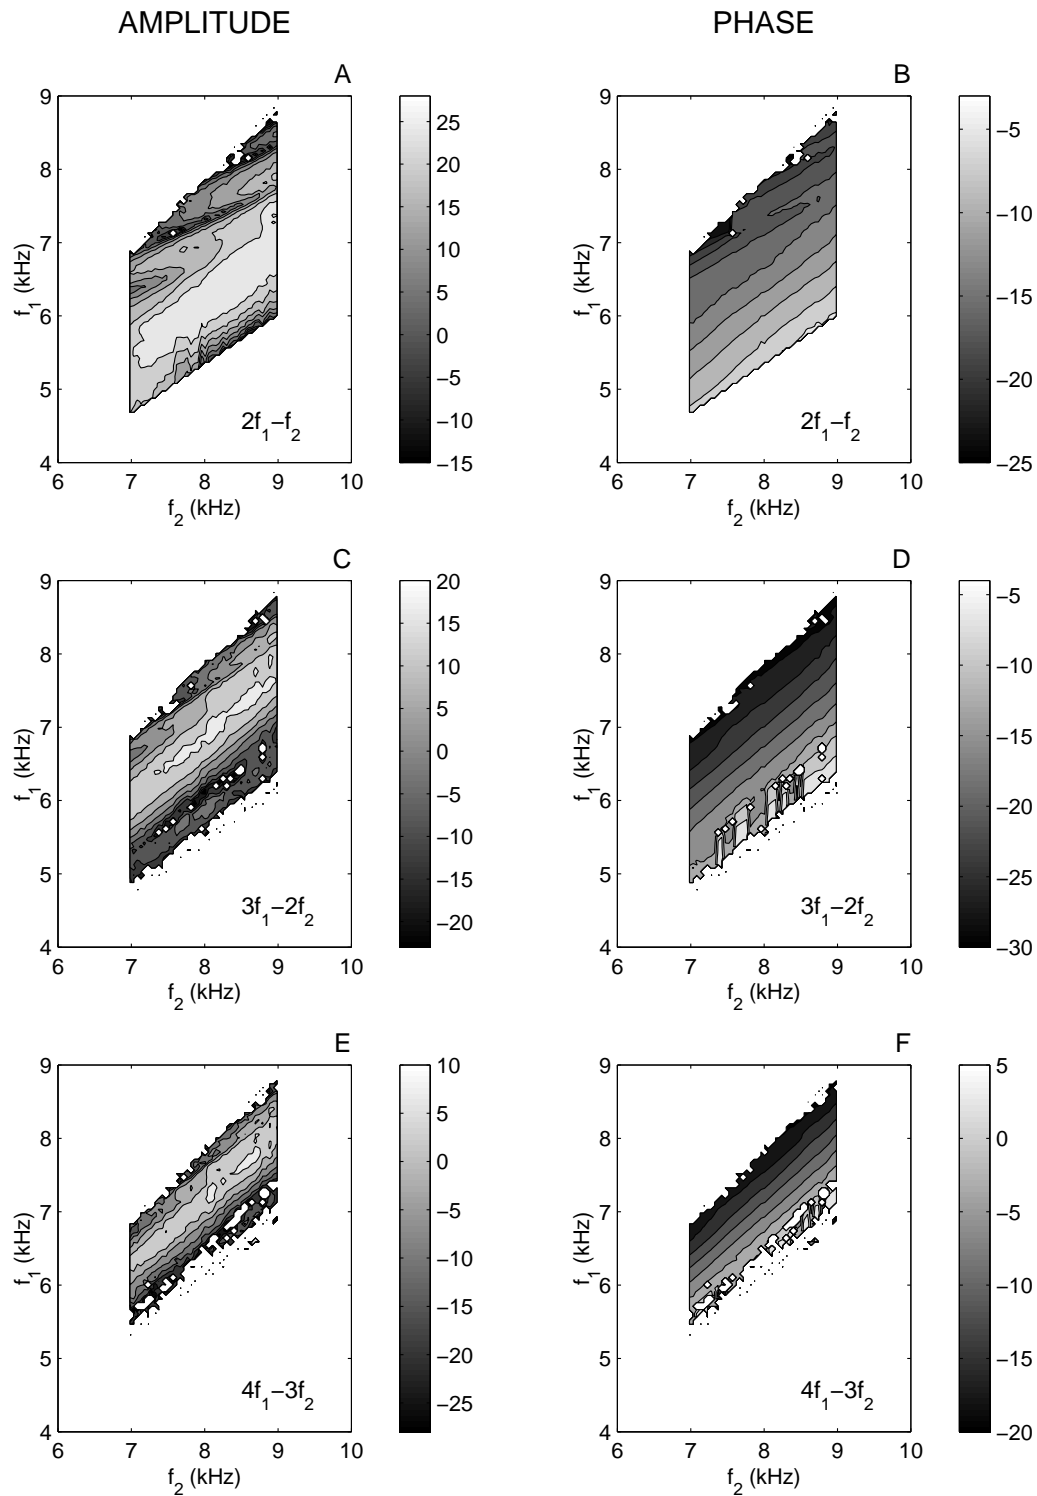 AMPLITUDE PHASE
A B
9 9
8 8
7 7
6 6
5 5
4 4
f1 (kHz) f1 (kHz)
6 7 8 9 10 6 7 8 9 10
f2 (kHz) f2 (kHz)
2f1−f2 2f1−f2
25 −5
20 −10
15 −15
10 −20
5 −25
0
−5
−10
−15
C D
9 9
8 8
7 7
6 6
5 5
4 4
f1 (kHz) f1 (kHz)
6 7 8 9 10 6 7 8 9 10
f2 (kHz) f2 (kHz)
3f1−2f2 3f1−2f2
20 −5
15 −10
10 −15
5 −20
0 −25
−5 −30
−10
−15
−20
E F
9 9
8 8
7 7
6 6
5 5
4 4
f1 (kHz) f1 (kHz)
6 7 8 9 10 6 7 8 9 10
f2 (kHz) f2 (kHz)
4f1−3f2 4f1−3f2
10 5
5 0
0 −5
−5 −10
−10 −15
−15 −20
−20
−25